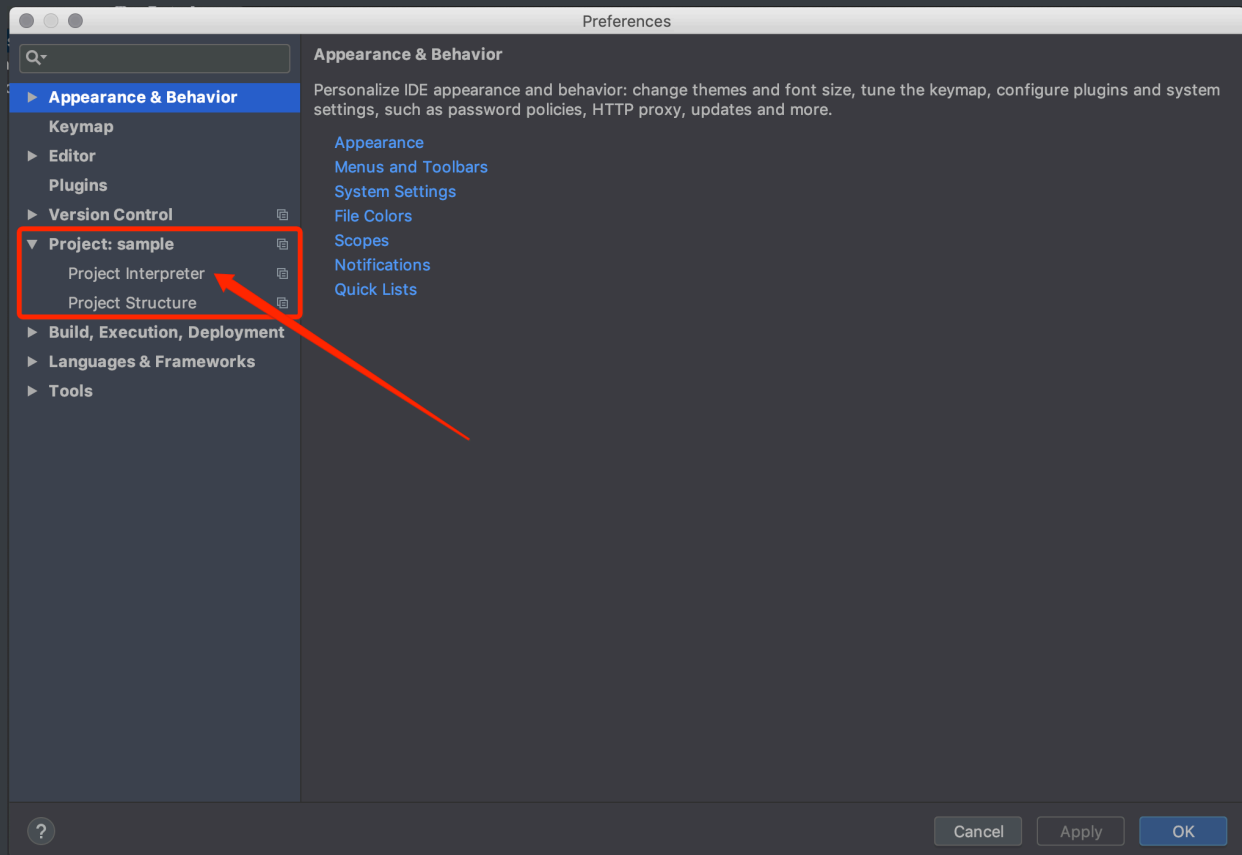 Preferences
Appearance & Behavior
Keymap
Editor
Plugins
Version Control
Project: sample
Project Interpreter
Project Structure
Build, Execution, Deployment
Languages & Frameworks
Tools
Appearance & Behavior
Personalize IDE appearance and behavior: change themes and font size, tune the keymap, configure plugins and system
settings, such as password policies, HTTP proxy, updates and more.
Appearance
Menus and Toolbars
System Settings
File Colors
Scopes
Notifications
Quick Lists
?
Cancel
Apply
OK